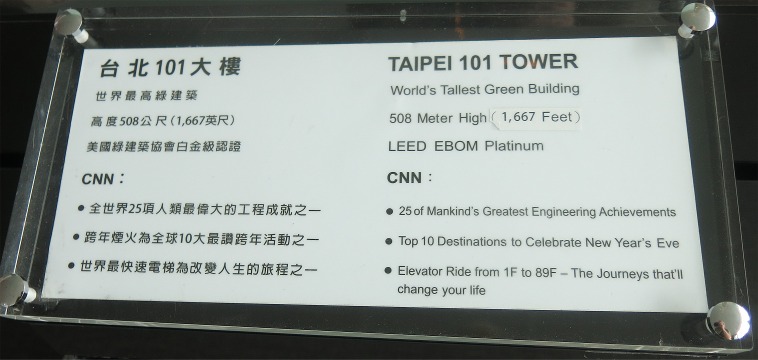 台北101大樓
世界最高綠建築
高度508公尺(1,667英尺)
美國綠建築協會白金級認證
CNN：
● 全世界25項人類最偉大的工程成就之一
● 跨年煙火為全球10大最讚跨年活動之一
● 世界最快速電梯為改變人生的旅程之一
TAIPEI 101 TOWER
World's Tallest Green Building
508 Meter High (1,667 Feet)
LEED EBOM Platinum
CNN：
● 25 of Mankind's Greatest Engineering Achievements
● Top 10 Destinations to Celebrate New Year's Eve
● Elevator Ride from 1F to 89F – The Journeys that'll
change your life